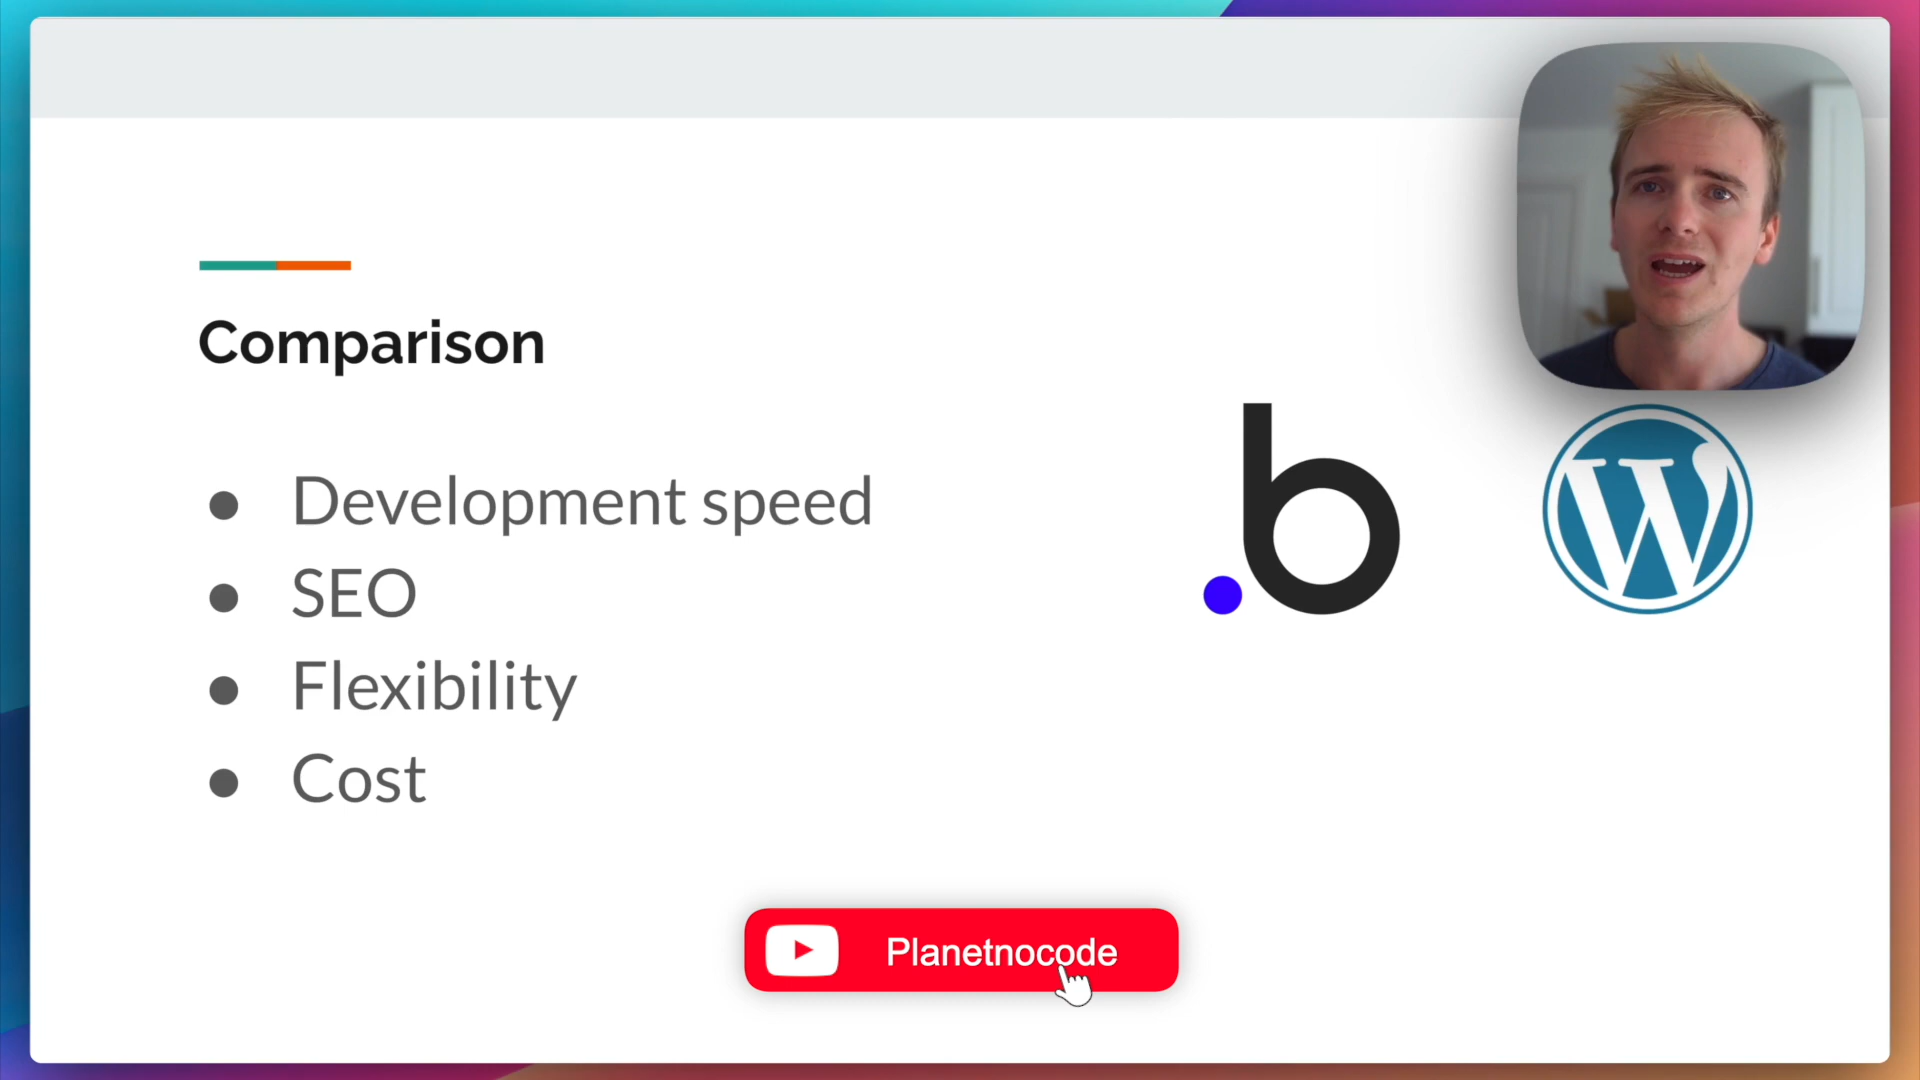 Comparison
Development speed
SEO
Flexibility
Cost
Planetnocode